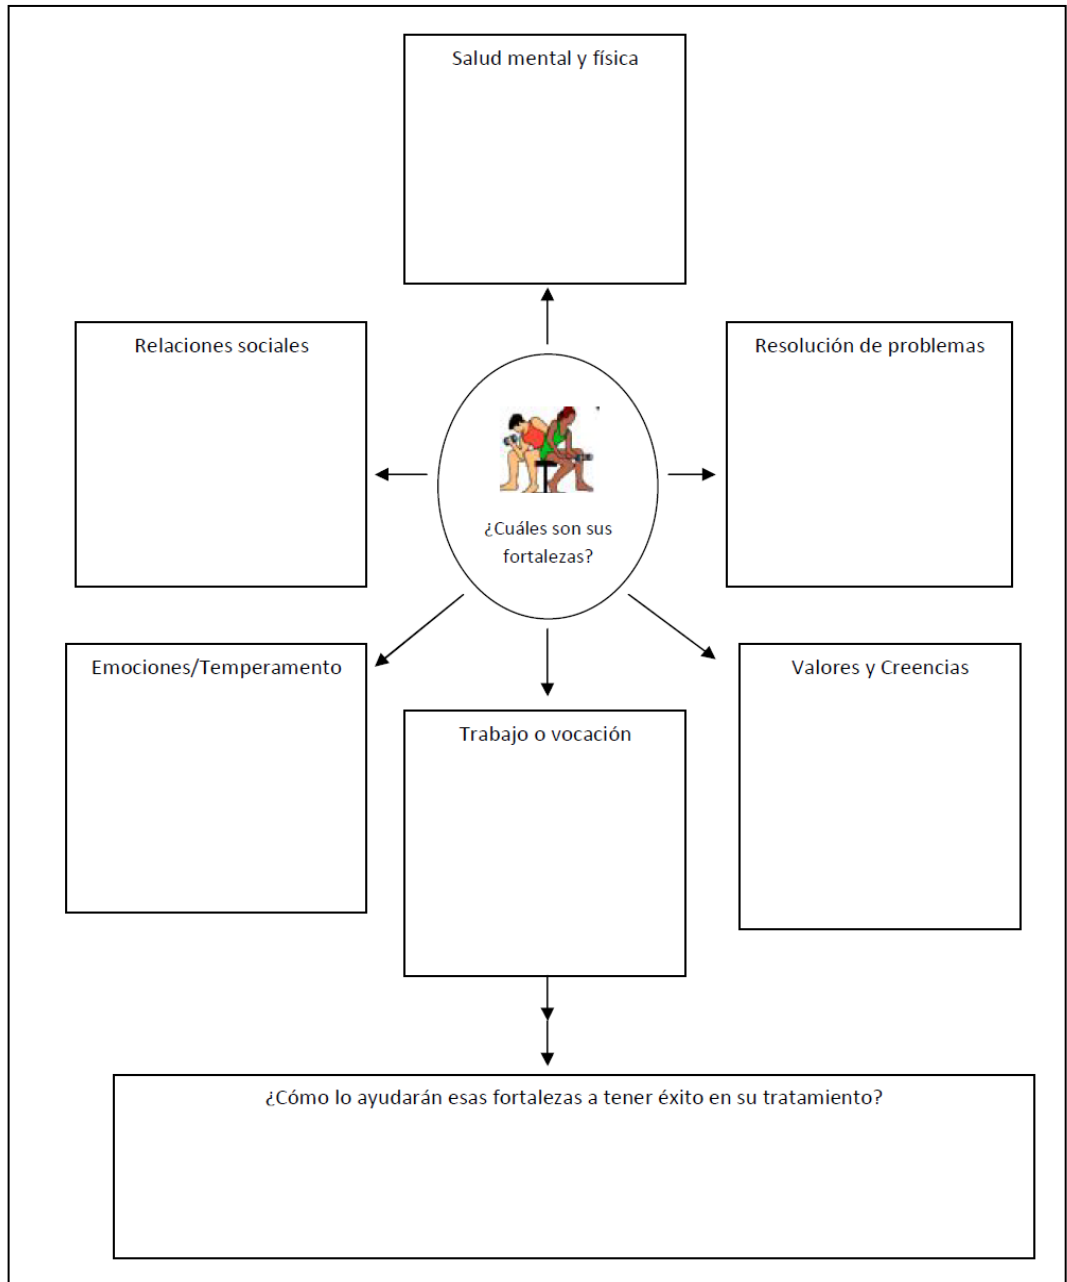 Salud mental y física
Relaciones sociales
Resolución de problemas
¿Cuáles son sus
fortalezas?
Emociones/Temperamento
Valores y Creencias
Trabajo o vocación
¿Cómo lo ayudarán esas fortalezas a tener éxito en su tratamiento?